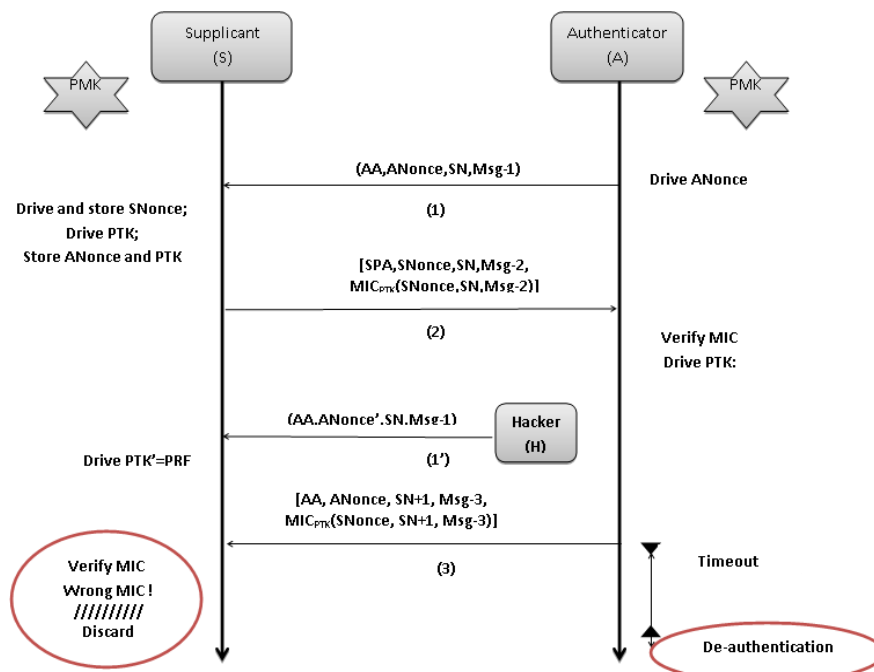 Supplicant
(S)
Authenticator
(A)
PMK
PMK
(AA,ANonce,SN,Msg-1)
Drive ANonce
(1)
Drive and store SNonce;
Drive PTK;
Store ANonce and PTK
[SPA,SNonce,SN,Msg-2,
MICPTK(SNonce,SN,Msg-2)]
(2)
Verify MIC
Drive PTK:
(AA,ANonce',SN,Msg-1)
Hacker
(H)
Drive PTK'=PRF
(1')
[AA, ANonce, SN+1, Msg-3,
MICPTK(SNonce, SN+1, Msg-3)]
(3)
Verify MIC
Wrong MIC !
//////////
Discard
Timeout
De-authentication